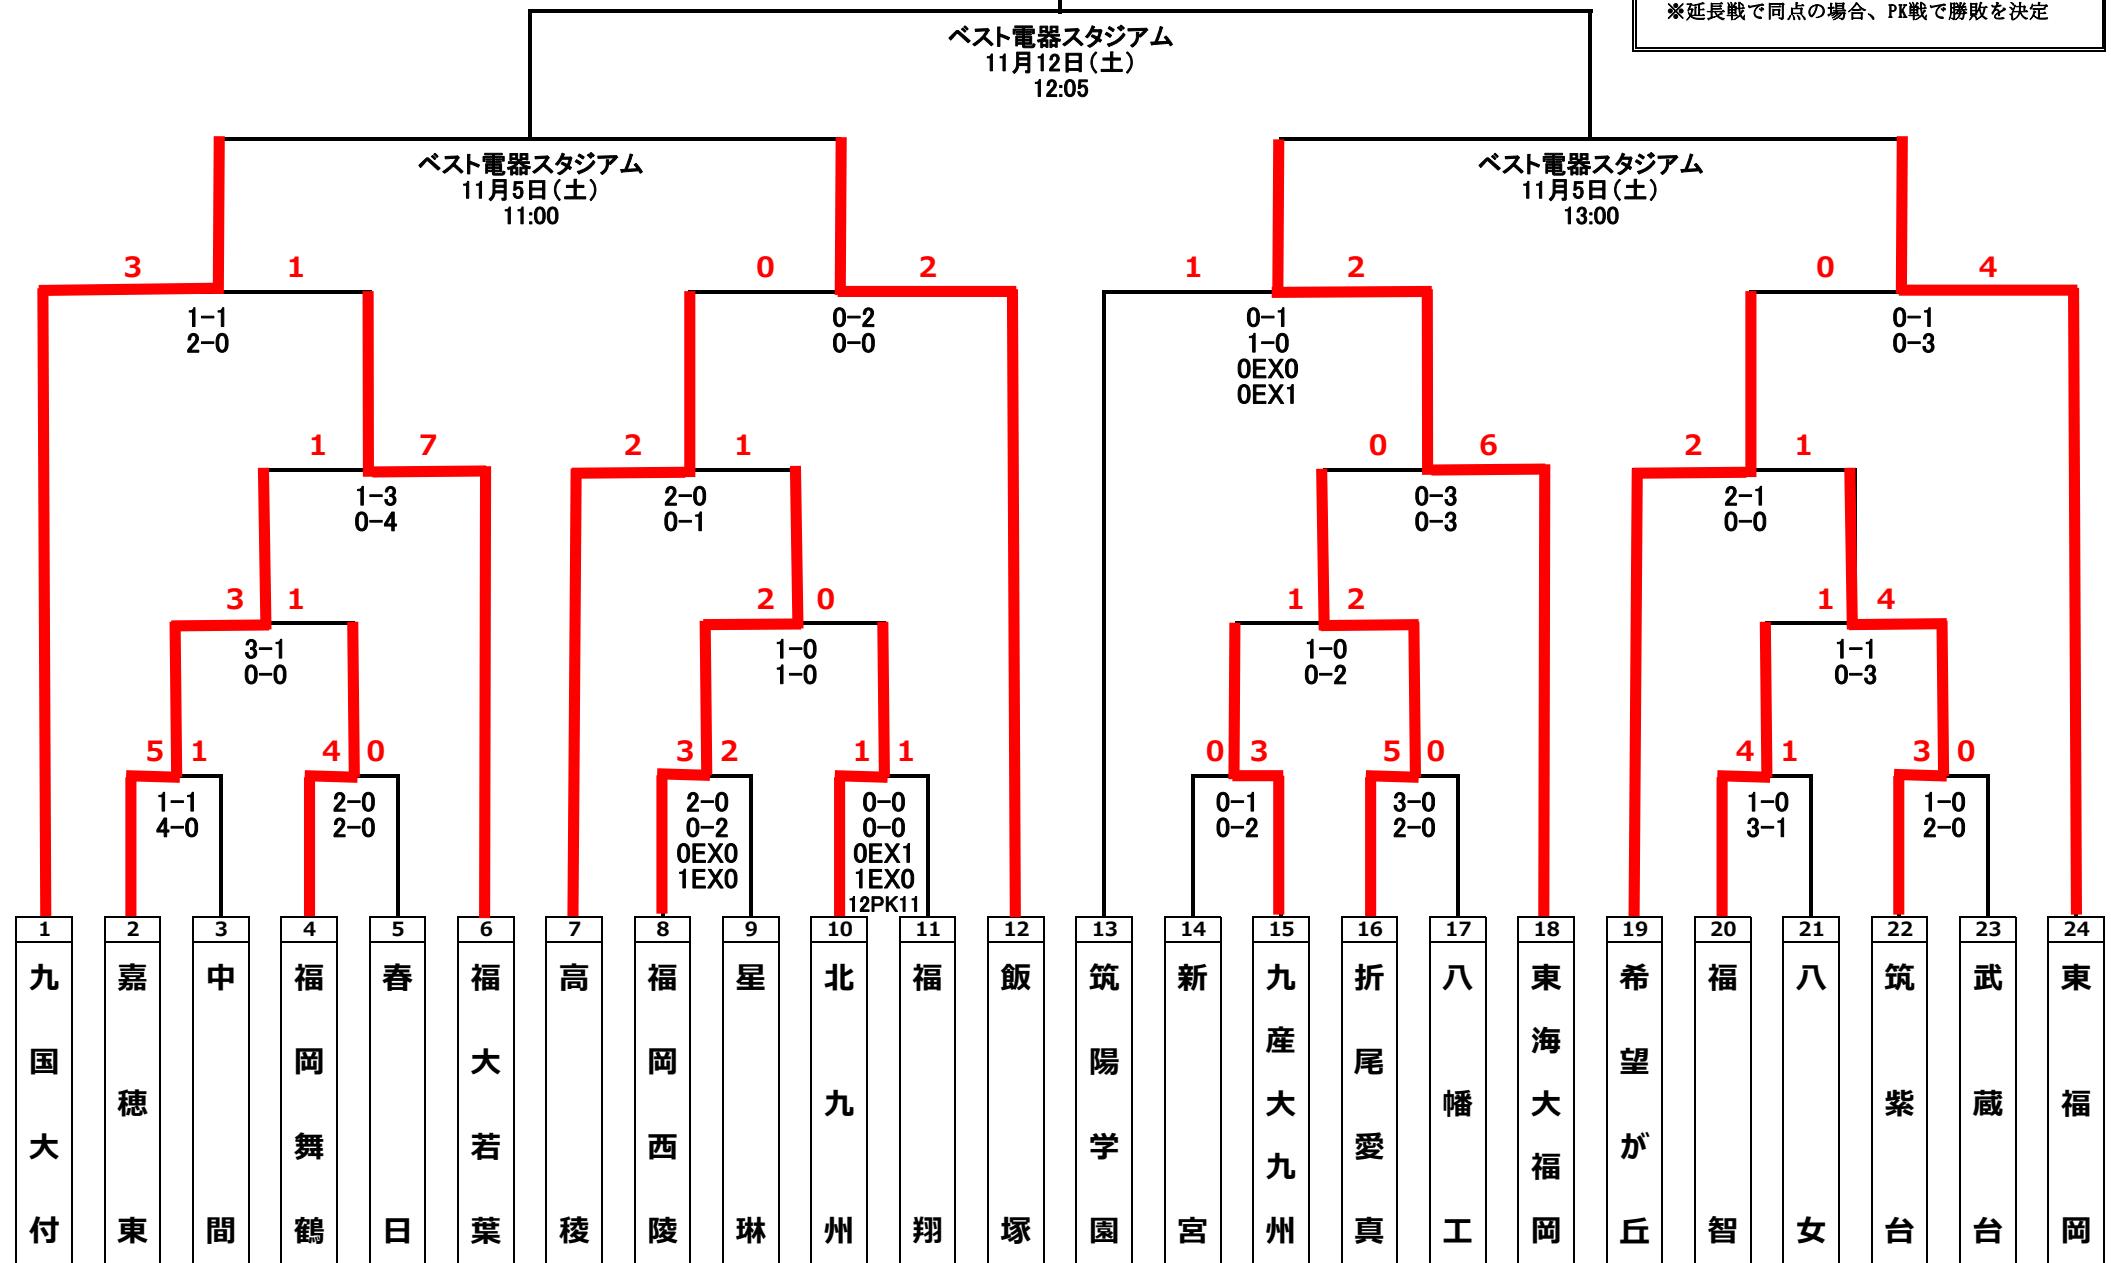 ※延長戦で同点の場合、PK戦で勝敗を決定
ベスト電器スタジアム
11月12日(土)
12:05
ベスト電器スタジアム
11月5日(土)
11:00
ベスト電器スタジアム
11月5日(土)
13:00
3 1
0 2
1 2
0 4
1-1
2-0
0-2
0-0
0-1
1-0
0EX0
0EX1
0-1
0-3
1 7
2 1
0 6
2 1
1-3
0-4
2-0
0-1
0-3
0-3
2-1
0-0
3 1
2 0
1 2
1 4
3-1
0-0
1-0
1-0
1-0
0-2
1-1
0-3
5 1
4 0
3 2
1 1
0 3
5 0
4 1
3 0
1-1
4-0
2-0
2-0
2-0
0-2
0EX0
1EX0
0-0
0-0
0EX1
1EX0
12PK11
0-1
0-2
3-0
2-0
1-0
3-1
1-0
2-0
1 九国大付
2 嘉穂東
3 中間
4 福岡舞鶴
5 春日
6 福大若葉
7 高稜
8 福岡西陵
9 星琳
10 北九州
11 福翔
12 飯塚
13 筑陽学園
14 新宮
15 九産大九州
16 折尾愛真
17 八幡工
18 東海大福岡
19 希望が丘
20 福智
21 八女
22 筑紫台
23 武蔵台
24 東福岡